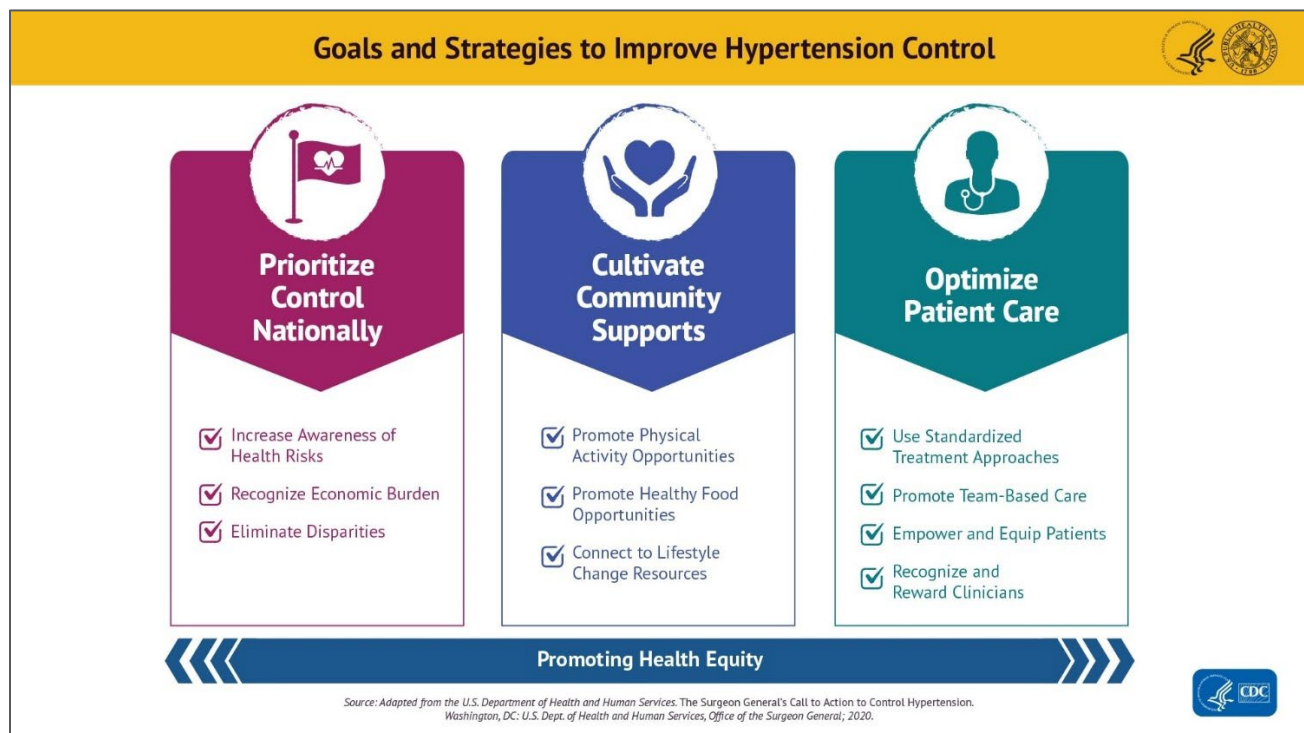 Goals and Strategies to Improve Hypertension Control
Prioritize
Control
Nationally
Increase Awareness of
Health Risks
Recognize Economic Burden
Eliminate Disparities
Cultivate
Community
Supports
Promote Physical
Activity Opportunities
Promote Healthy Food
Opportunities
Connect to Lifestyle
Change Resources
Optimize
Patient Care
Use Standardized
Treatment Approaches
Promote Team-Based Care
Empower and Equip Patients
Recognize and
Reward Clinicians
Promoting Health Equity
Source: Adapted from the U.S. Department of Health and Human Services. The Surgeon General's Call to Action to Control Hypertension.
Washington, DC: U.S. Dept. of Health and Human Services, Office of the Surgeon General; 2020.
CDC